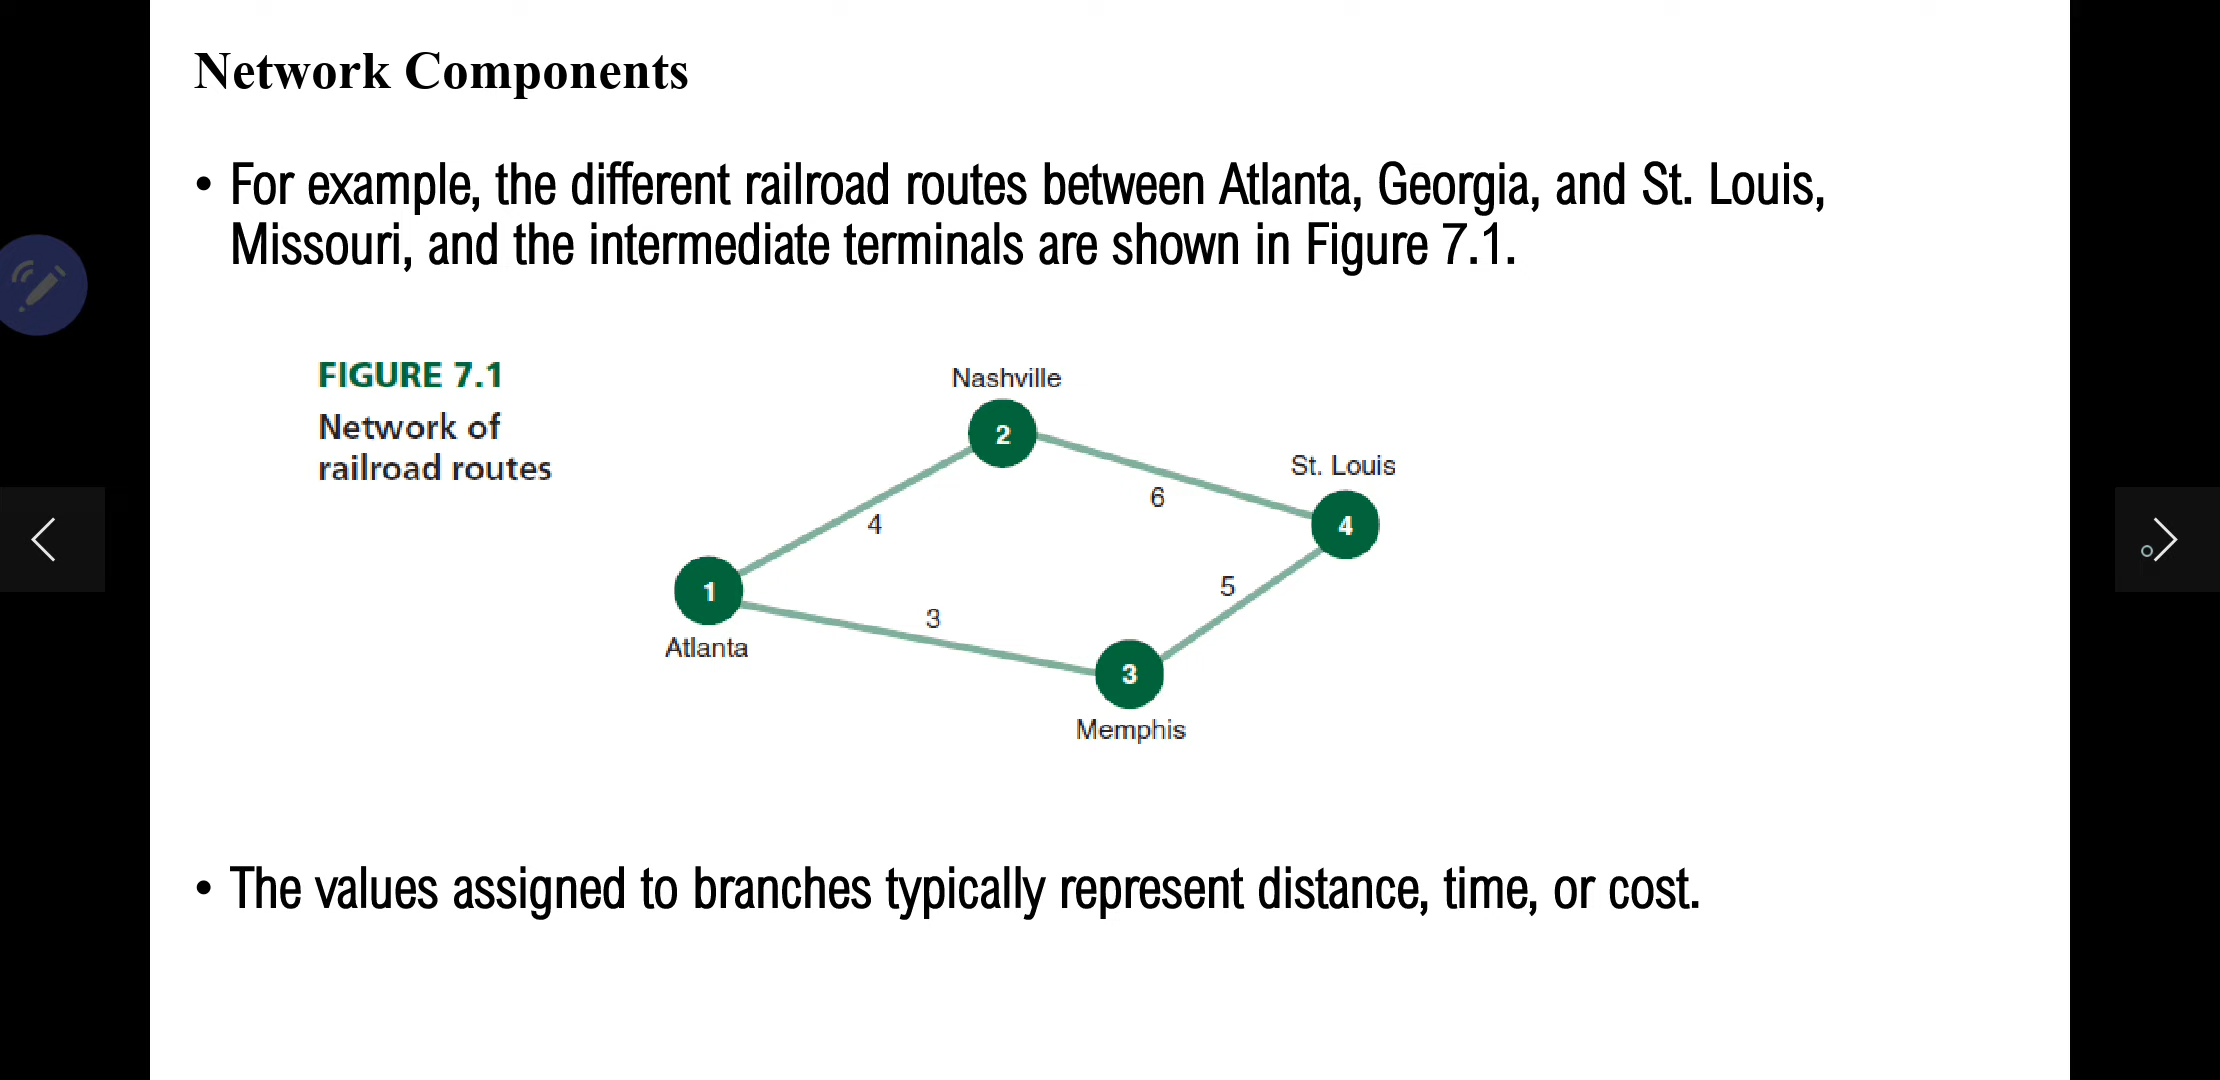 Network Components
• For example, the different railroad routes between Atlanta, Georgia, and St. Louis,
Missouri, and the intermediate terminals are shown in Figure 7.1.
FIGURE 7.1
Network of
railroad routes
Nashville
2
St. Louis
6
4
4
1
5
3
Atlanta
3
Memphis
• The values assigned to branches typically represent distance, time, or cost.